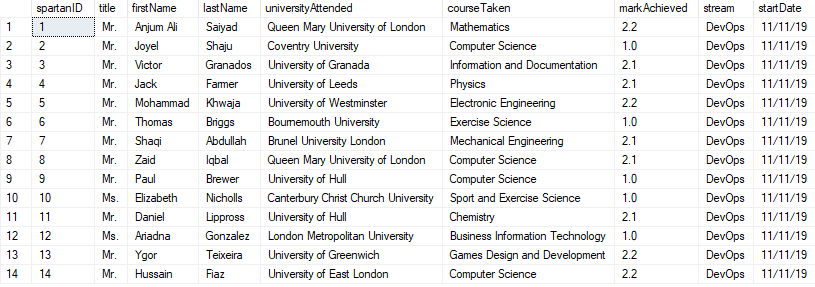 spartanID title firstName lastName universityAttended courseTaken markAchieved stream startDate
1 1 Mr. Anjum Ali Saiyad Queen Mary University of London Mathematics 2.2 DevOps 11/11/19
2 2 Mr. Joyel Shaju Coventry University Computer Science 1.0 DevOps 11/11/19
3 3 Mr. Victor Granados University of Granada Information and Documentation 2.1 DevOps 11/11/19
4 4 Mr. Jack Farmer University of Leeds Physics 2.1 DevOps 11/11/19
5 5 Mr. Mohammad Khwaja University of Westminster Electronic Engineering 2.2 DevOps 11/11/19
6 6 Mr. Thomas Briggs Bournemouth University Exercise Science 1.0 DevOps 11/11/19
7 7 Mr. Shaqi Abdullah Brunel University London Mechanical Engineering 2.1 DevOps 11/11/19
8 8 Mr. Zaid Iqbal Queen Mary University of London Computer Science 2.1 DevOps 11/11/19
9 9 Mr. Paul Brewer University of Hull Computer Science 1.0 DevOps 11/11/19
10 10 Ms. Elizabeth Nicholls Canterbury Christ Church University Sport and Exercise Science 1.0 DevOps 11/11/19
11 11 Mr. Daniel Lippross University of Hull Chemistry 2.1 DevOps 11/11/19
12 12 Ms. Ariadna Gonzalez London Metropolitan University Business Information Technology 1.0 DevOps 11/11/19
13 13 Mr. Ygor Teixeira University of Greenwich Games Design and Development 2.2 DevOps 11/11/19
14 14 Mr. Hussain Fiaz University of East London Computer Science 2.2 DevOps 11/11/19